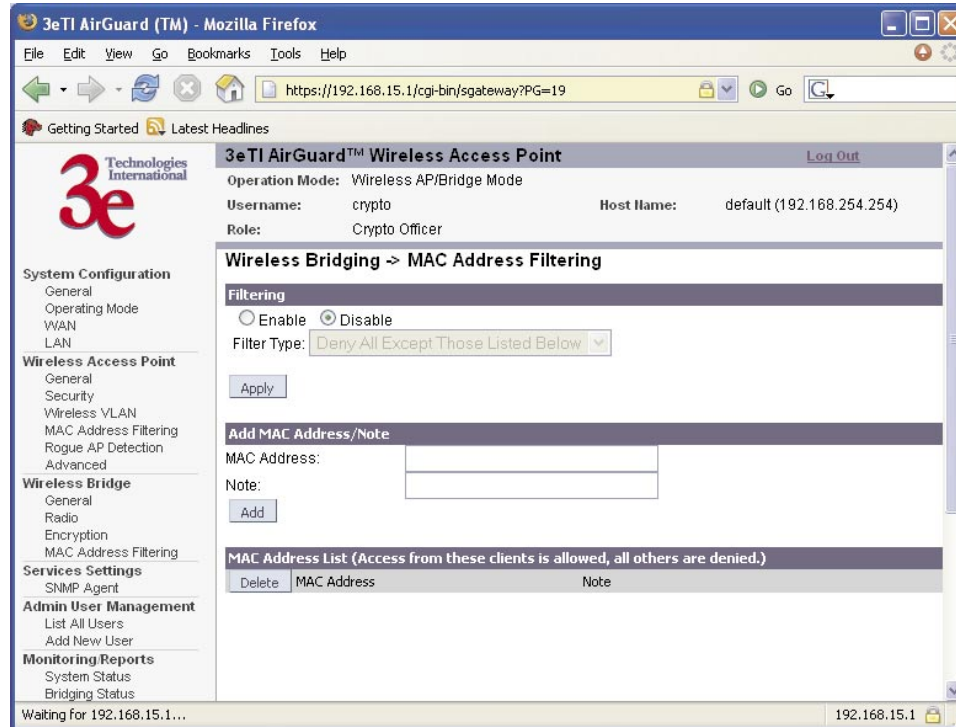 3eTI AirGuard (TM) - Mozilla Firefox
File Edit View Go Bookmarks Tools Help
https://192.168.15.1/cgi-bin/sgateway?PG=19 Go G
Getting Started Latest Headlines
3e Technologies International
3eTI AirGuard™ Wireless Access Point Log Out
Operation Mode: Wireless AP/Bridge Mode
Username: crypto Host Name: default (192.168.254.254)
Role: Crypto Officer
System Configuration
General
Operating Mode
WAN
LAN
Wireless Access Point
General
Security
Wireless VLAN
MAC Address Filtering
Rogue AP Detection
Advanced
Wireless Bridge
General
Radio
Encryption
MAC Address Filtering
Services Settings
SNMP Agent
Admin User Management
List All Users
Add New User
Monitoring/Reports
System Status
Bridging Status
Wireless Bridging -> MAC Address Filtering
Filtering
Enable Disable
Filter Type: Deny All Except Those Listed Below
Apply
Add MAC Address/Note
MAC Address:
Note:
Add
MAC Address List (Access from these clients is allowed, all others are denied.)
Delete MAC Address Note
Waiting for 192.168.15.1... 192.168.15.1